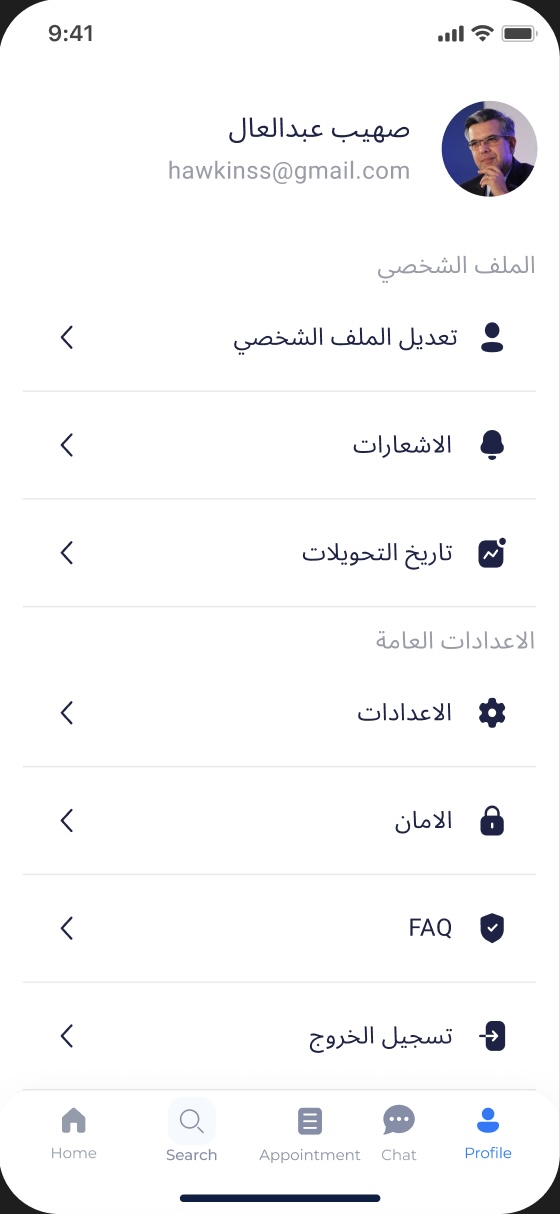 9:41
صهيب عبدالعال
hawkinss@gmail.com
الملف الشخصي
تعديل الملف الشخصي
الاشعارات
تاريخ التحويلات
الاعدادات العامة
الاعدادات
الامان
FAQ
تسجيل الخروج
Home Search Appointment Chat Profile